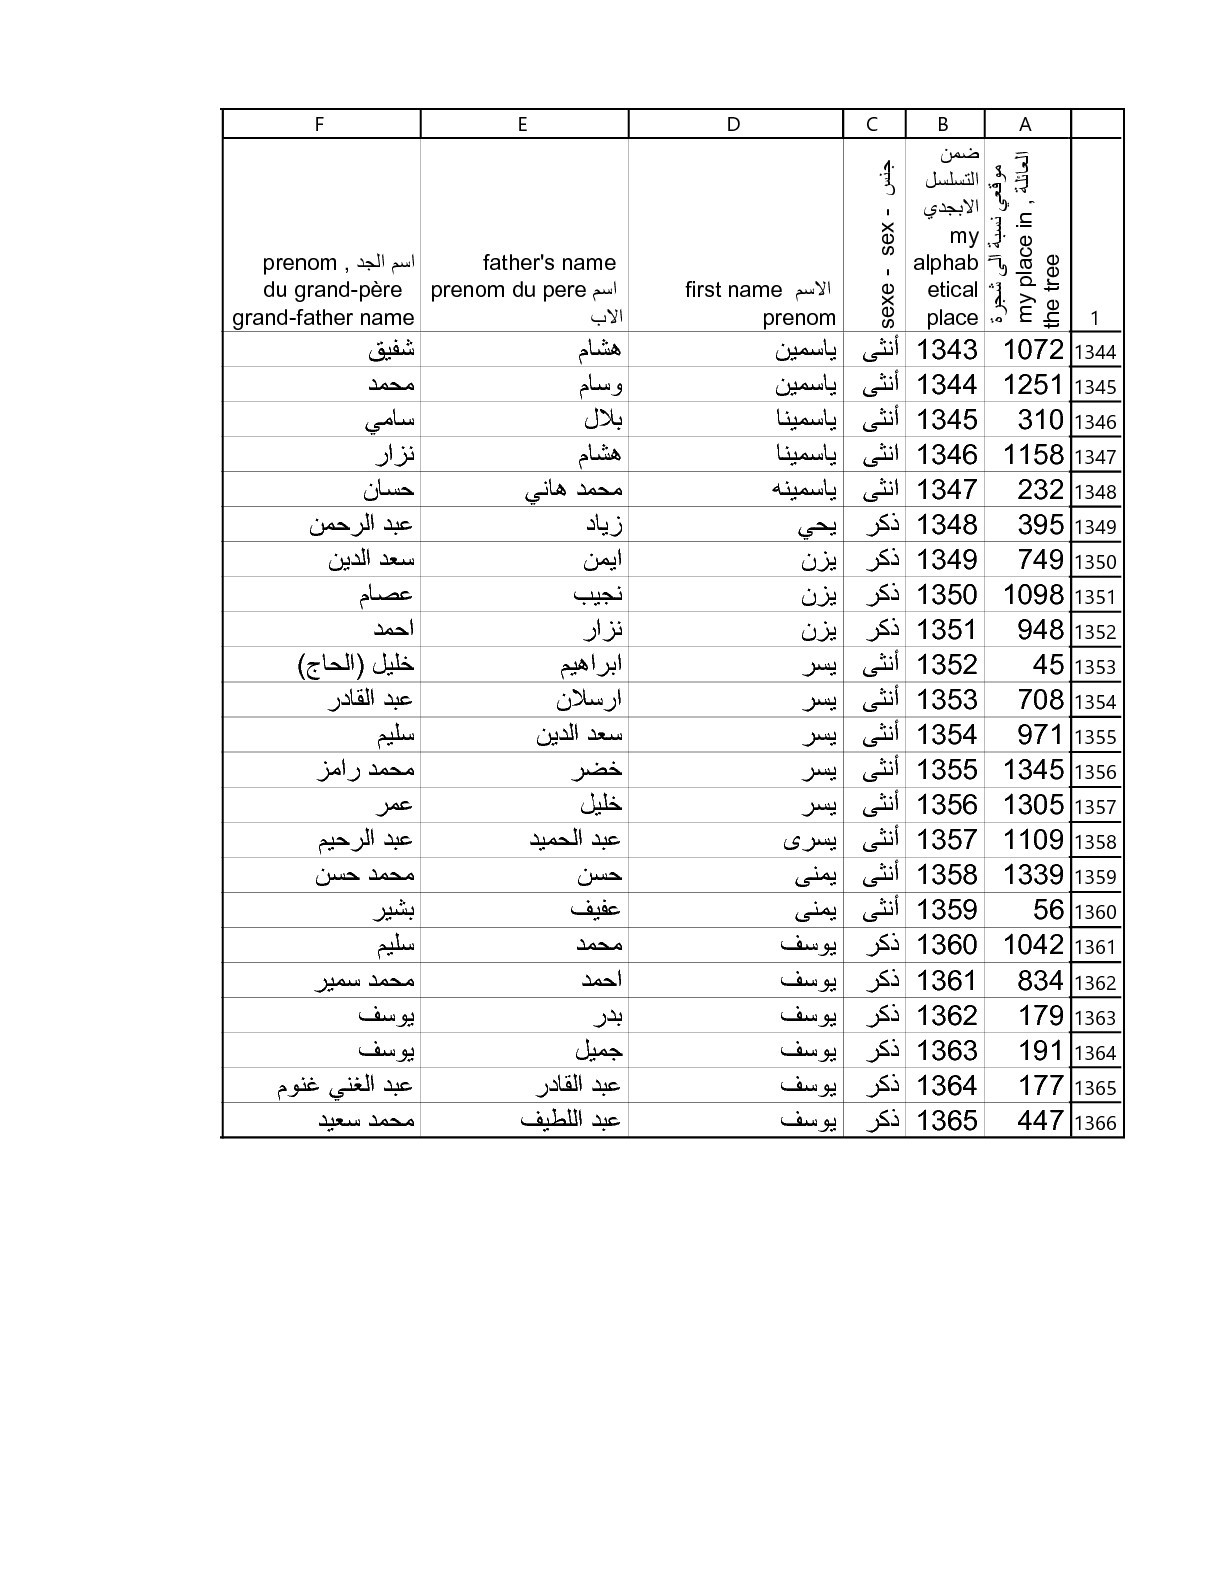 F E D C B A
اسم الجد , prenom du grand-père grand-father name | father's name prenom du pere اسم الاب | first name الاسم prenom | sexe - sex - جنس | ضمن التسلسل الابجدي my alphabetical place | موقعي نسبة الى شجرة العائلة , my place in the tree | 1
شفيق هشام ياسمين أنثى 1343 1072 1344
محمد وسام ياسمين أنثى 1344 1251 1345
سامي بلال ياسمينا أنثى 1345 310 1346
نزار هشام ياسمينا انثى 1346 1158 1347
حسان محمد هاني ياسمينه انثى 1347 232 1348
عبد الرحمن زياد يحي ذكر 1348 395 1349
سعد الدين ايمن يزن ذكر 1349 749 1350
عصام نجيب يزن ذكر 1350 1098 1351
احمد نزار يزن ذكر 1351 948 1352
خليل (الحاج) ابراهيم يسر أنثى 1352 45 1353
عبد القادر ارسلان يسر أنثى 1353 708 1354
سليم سعد الدين يسر أنثى 1354 971 1355
محمد رامز خضر يسر أنثى 1355 1345 1356
عمر خليل يسر أنثى 1356 1305 1357
عبد الرحيم عبد الحميد يسرى أنثى 1357 1109 1358
محمد حسن حسن يمنى أنثى 1358 1339 1359
بشير عفيف يمنى أنثى 1359 56 1360
سليم محمد يوسف ذكر 1360 1042 1361
محمد سمير احمد يوسف ذكر 1361 834 1362
يوسف بدر يوسف ذكر 1362 179 1363
يوسف جميل يوسف ذكر 1363 191 1364
عبد الغني غنوم عبد القادر يوسف ذكر 1364 177 1365
محمد سعيد عبد اللطيف يوسف ذكر 1365 447 1366